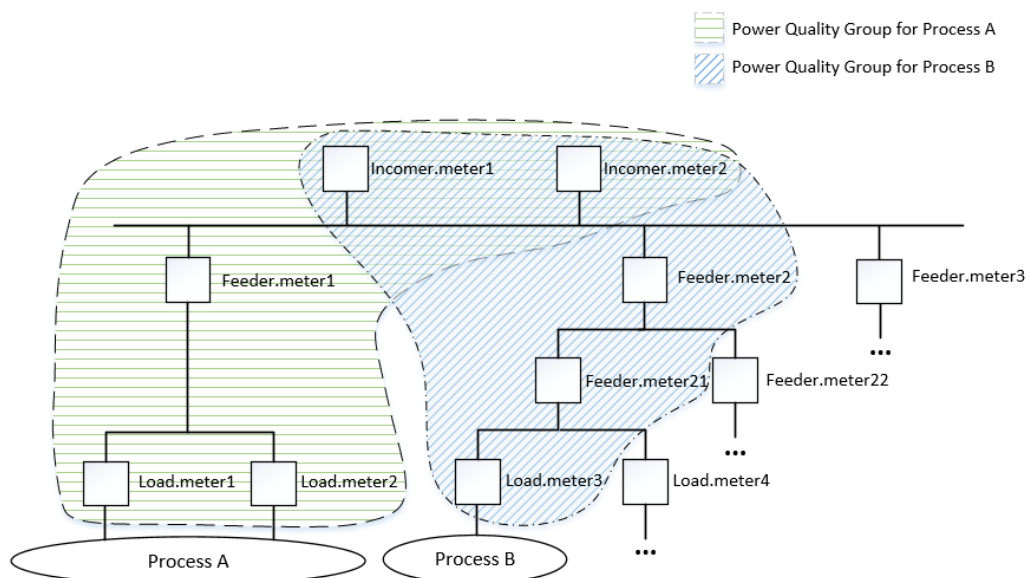 Power Quality Group for Process A
Power Quality Group for Process B
Incomer.meter1
Incomer.meter2
Feeder.meter1
Feeder.meter2
Feeder.meter3
...
Feeder.meter21
Feeder.meter22
...
Load.meter1
Load.meter2
Load.meter3
Load.meter4
...
Process A
Process B